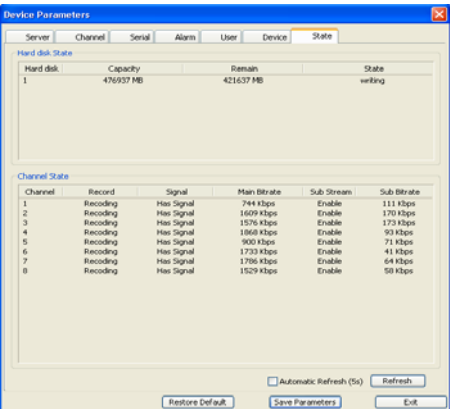 Device Parameters
Server Channel Serial Alarm User Device State
Hard disk State
Hard disk Capacity Remain State
1 476937 MB 421637 MB writing
Channel State
Channel Record Signal Main Bitrate Sub Stream Sub Bitrate
1 Recoding Has Signal 744 Kbps Enable 111 Kbps
2 Recoding Has Signal 1609 Kbps Enable 170 Kbps
3 Recoding Has Signal 1576 Kbps Enable 173 Kbps
4 Recoding Has Signal 1868 Kbps Enable 93 Kbps
5 Recoding Has Signal 900 Kbps Enable 71 Kbps
6 Recoding Has Signal 1733 Kbps Enable 41 Kbps
7 Recoding Has Signal 1786 Kbps Enable 64 Kbps
8 Recoding Has Signal 1529 Kbps Enable 58 Kbps
Automatic Refresh (5s) Refresh
Restore Default Save Parameters Exit